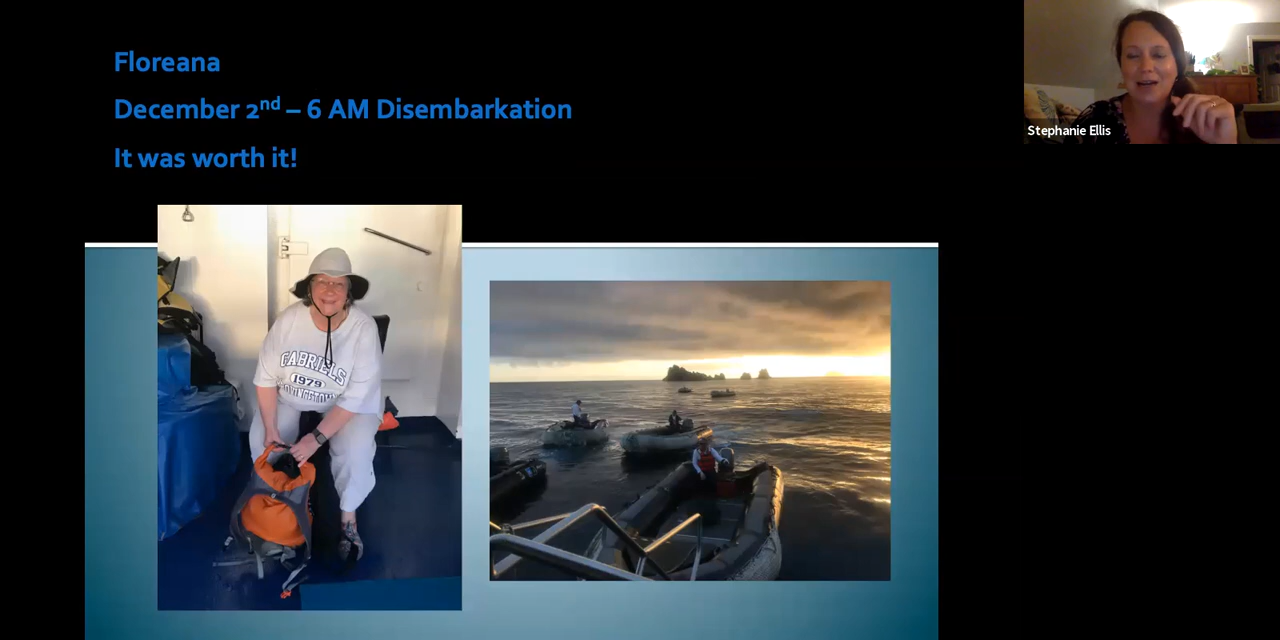 Floreana
December 2nd – 6 AM Disembarkation
It was worth it!
Stephanie Ellis
GABRIELS
1979